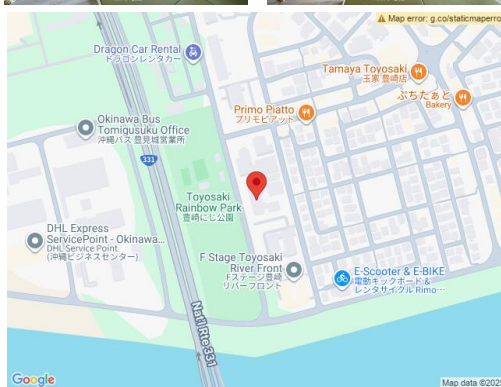 Map error: g.co/staticmaperro
Dragon Car Rental
ドラゴンレンタカー
Tamaya Toyosaki
玉家 豊崎店
ぷちたぁと
Bakery
Primo Piatto
プリモピアット
Okinawa Bus
Tomigusuku Office
沖縄バス 豊見城営業所
331
Toyosaki
Rainbow Park
豊崎にじ公園
DHL Express
ServicePoint - Okinawa...
DHL Service Point
(沖縄ビジネスセンター)
F Stage Toyosaki
River Front
Fステージ豊崎
リバーフロント
E-Scooter & E-BIKE
電動キックボード &
レンタサイクル Rimo...
Nat'l Rte 331
Google
Map data ©202